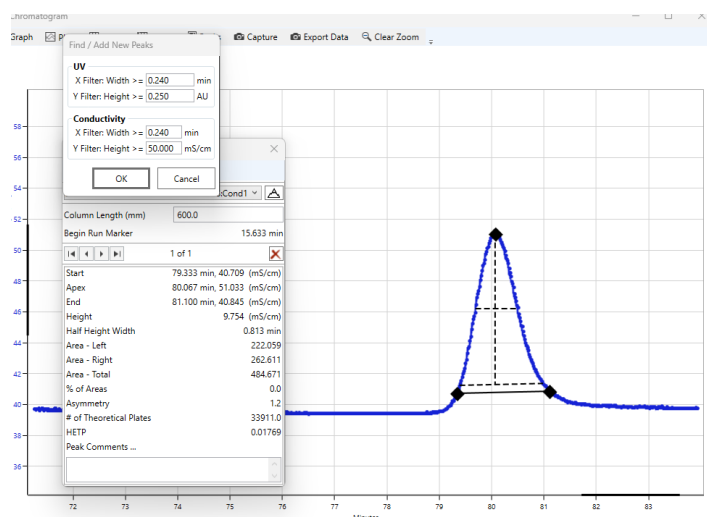 Chromatogram
Graph
Capture Export Data Clear Zoom
Find / Add New Peaks
UV
X Filter: Width >= 0.240 min
Y Filter: Height >= 0.250 AU
Conductivity
X Filter: Width >= 0.240 min
Y Filter: Height >= 50.000 mS/cm
OK Cancel
:Cond1
Column Length (mm) 600.0
Begin Run Marker 15.633 min
1 of 1
Start 79.333 min, 40.709 (mS/cm)
Apex 80.067 min, 51.033 (mS/cm)
End 81.100 min, 40.845 (mS/cm)
Height 9.754 (mS/cm)
Half Height Width 0.813 min
Area - Left 222.059
Area - Right 262.611
Area - Total 484.671
% of Areas 0.0
Asymmetry 1.2
# of Theoretical Plates 33911.0
HETP 0.01769
Peak Comments ...
58
56
54
52
50
48
46
44
42
40
38
36
72 73 74 75 76 77 78 79 80 81 82 83
Minutes